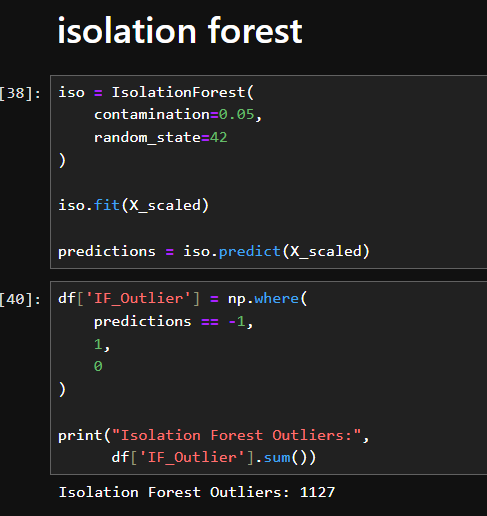 isolation forest
[38]:
iso = IsolationForest(
    contamination=0.05,
    random_state=42
)
iso.fit(X_scaled)
predictions = iso.predict(X_scaled)
[40]:
df['IF_Outlier'] = np.where(
    predictions == -1,
    1,
    0
)
print("Isolation Forest Outliers:",
      df['IF_Outlier'].sum())
Isolation Forest Outliers: 1127